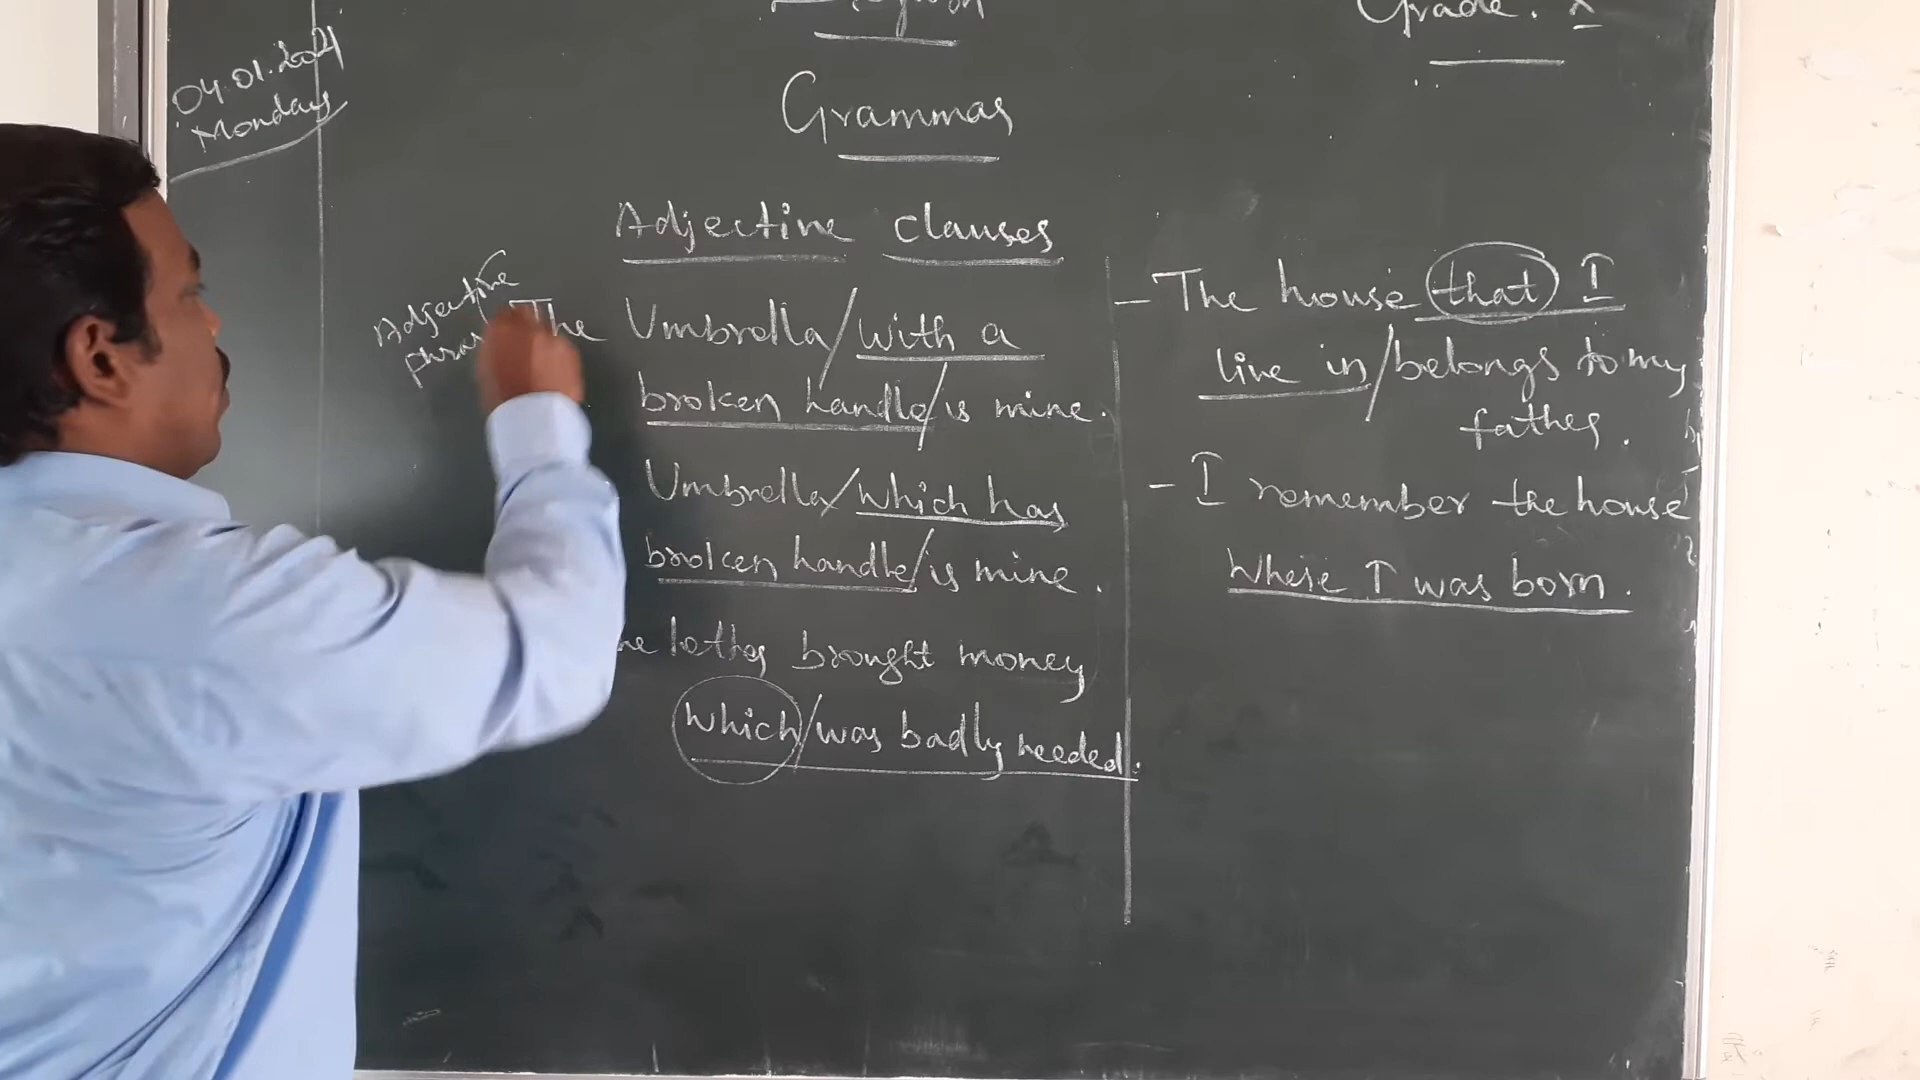 04.01.2021
Monday
Grade. X
Grammar
Adjective clauses
Adjective
The Umbrella/with a
broken handle/is mine.
Umbrella/which has
broken handle/is mine.
letter brought money
which/was badly needed.
- The house that I
live in/belongs to my
father.
- I remember the house
where I was born.